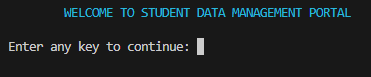 WELCOME TO STUDENT DATA MANAGEMENT PORTAL
Enter any key to continue: